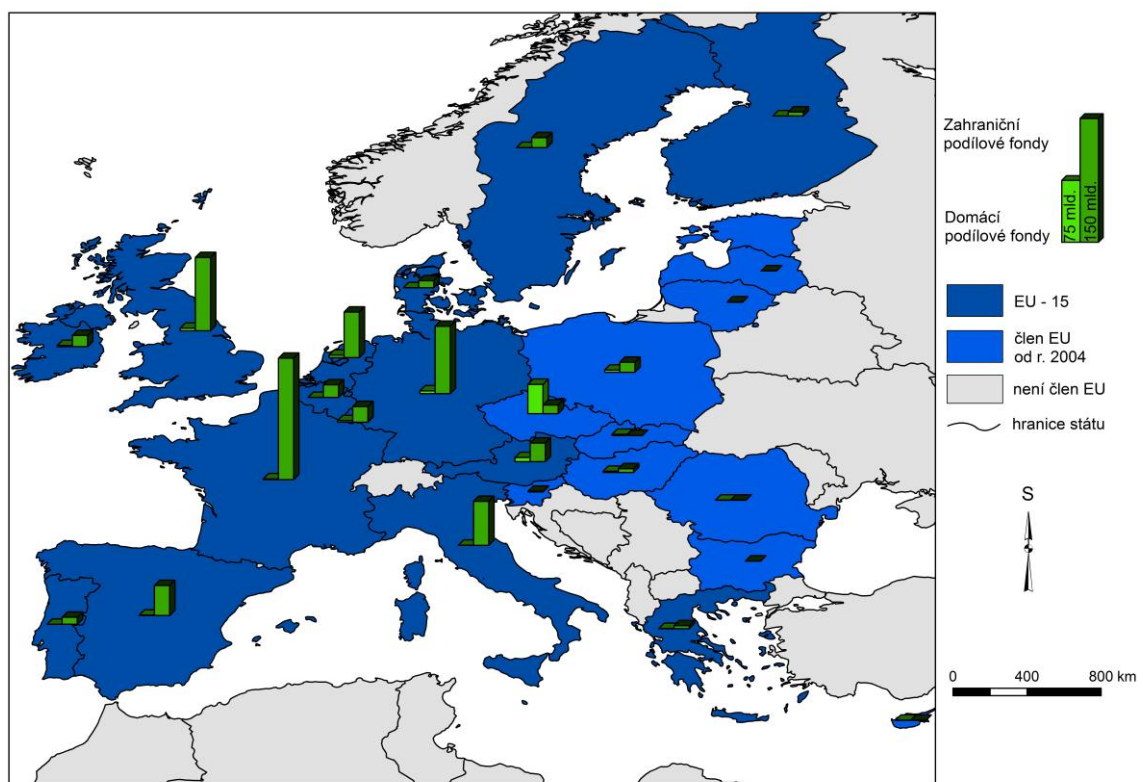 Zahraniční
podílové fondy
Domácí
podílové fondy
75 mld.
150 mld.
EU - 15
člen EU
od r. 2004
není člen EU
hranice státu
S
0 400 800 km